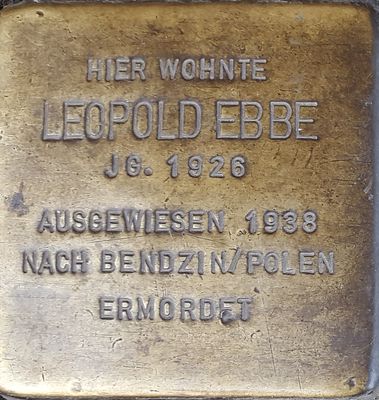 HIER WOHNTE
LEOPOLD EBBE
JG. 1926
AUSGEWIESEN 1938
NACH BENDZIN/POLEN
ERMORDET